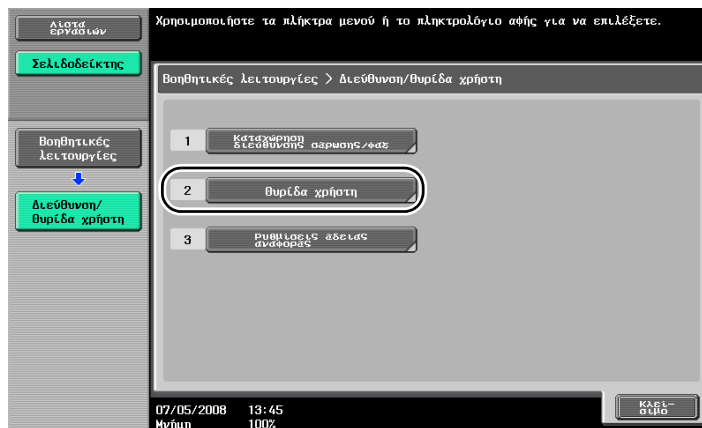 Λίστα
εργασιών
Χρησιμοποιήστε τα πλήκτρα μενού ή το πληκτρολόγιο αφής για να επιλέξετε.
Σελιδοδείκτης
Βοηθητικές λειτουργίες > Διεύθυνση/θυρίδα χρήστη
Βοηθητικές
λειτουργίες
Διεύθυνση/
θυρίδα χρήστη
1
Καταχώρηση
διεύθυνσης σάρωσης/φαξ
2
θυρίδα χρήστη
3
Ρυθμίσεις άδειας
αναφοράς
07/05/2008 13:45
Μνήμη 100%
Κλεί-
σιμο